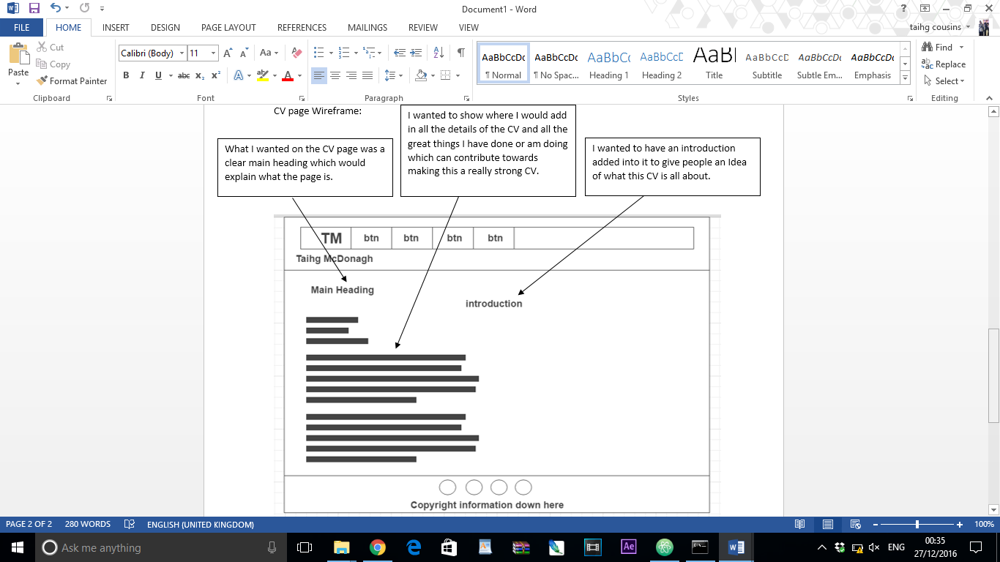 Document1 - Word
FILE HOME INSERT DESIGN PAGE LAYOUT REFERENCES MAILINGS REVIEW VIEW taihg cousins
Paste
Cut
Copy
Format Painter
Calibri (Body) 11
Clipboard Font Paragraph Styles Editing
AaBbCcDc AaBbCcDc AaBbCc AaBbCcD AaBl AaBbCcD AaBbCcDc AaBbCcDc
¶ Normal ¶ No Spac... Heading 1 Heading 2 Title Subtitle Subtle Em... Emphasis
Find
Replace
Select
CV page Wireframe:
What I wanted on the CV page was a
clear main heading which would
explain what the page is.
I wanted to show where I would add
in all the details of the CV and all the
great things I have done or am doing
which can contribute towards
making this a really strong CV.
I wanted to have an introduction
added into it to give people an Idea
of what this CV is all about.
TM btn btn btn btn
Taihg McDonagh
Main Heading
introduction
Copyright information down here
PAGE 2 OF 2 280 WORDS ENGLISH (UNITED KINGDOM) 100%
Ask me anything
ENG
00:35
27/12/2016